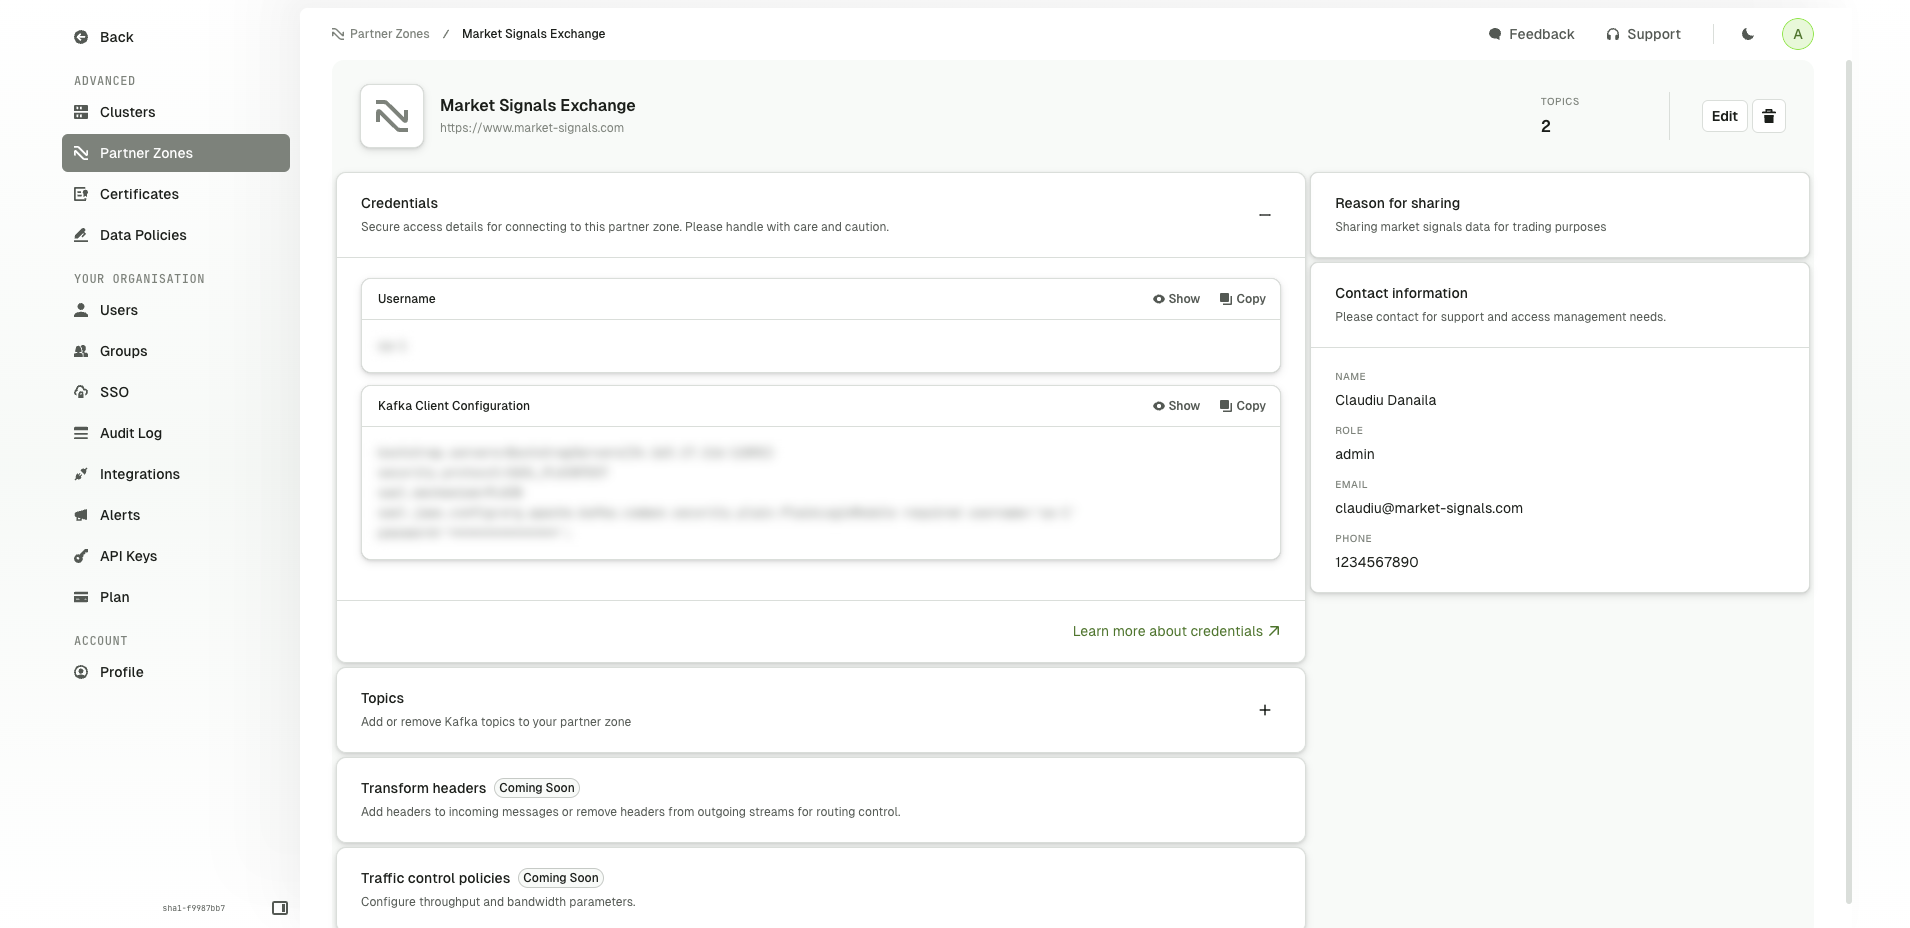 Back
ADVANCED
Clusters
Partner Zones
Certificates
Data Policies
YOUR ORGANISATION
Users
Groups
SSO
Audit Log
Integrations
Alerts
API Keys
Plan
ACCOUNT
Profile
sha1-f9987bb7
Partner Zones / Market Signals Exchange
Feedback
Support
A
Market Signals Exchange
https://www.market-signals.com
TOPICS
2
Edit
Credentials
Secure access details for connecting to this partner zone. Please handle with care and caution.
Username
Show
Copy
Kafka Client Configuration
Show
Copy
Learn more about credentials
Topics
Add or remove Kafka topics to your partner zone
Transform headers Coming Soon
Add headers to incoming messages or remove headers from outgoing streams for routing control.
Traffic control policies Coming Soon
Configure throughput and bandwidth parameters.
Reason for sharing
Sharing market signals data for trading purposes
Contact information
Please contact for support and access management needs.
NAME
Claudiu Danaila
ROLE
admin
EMAIL
claudiu@market-signals.com
PHONE
1234567890